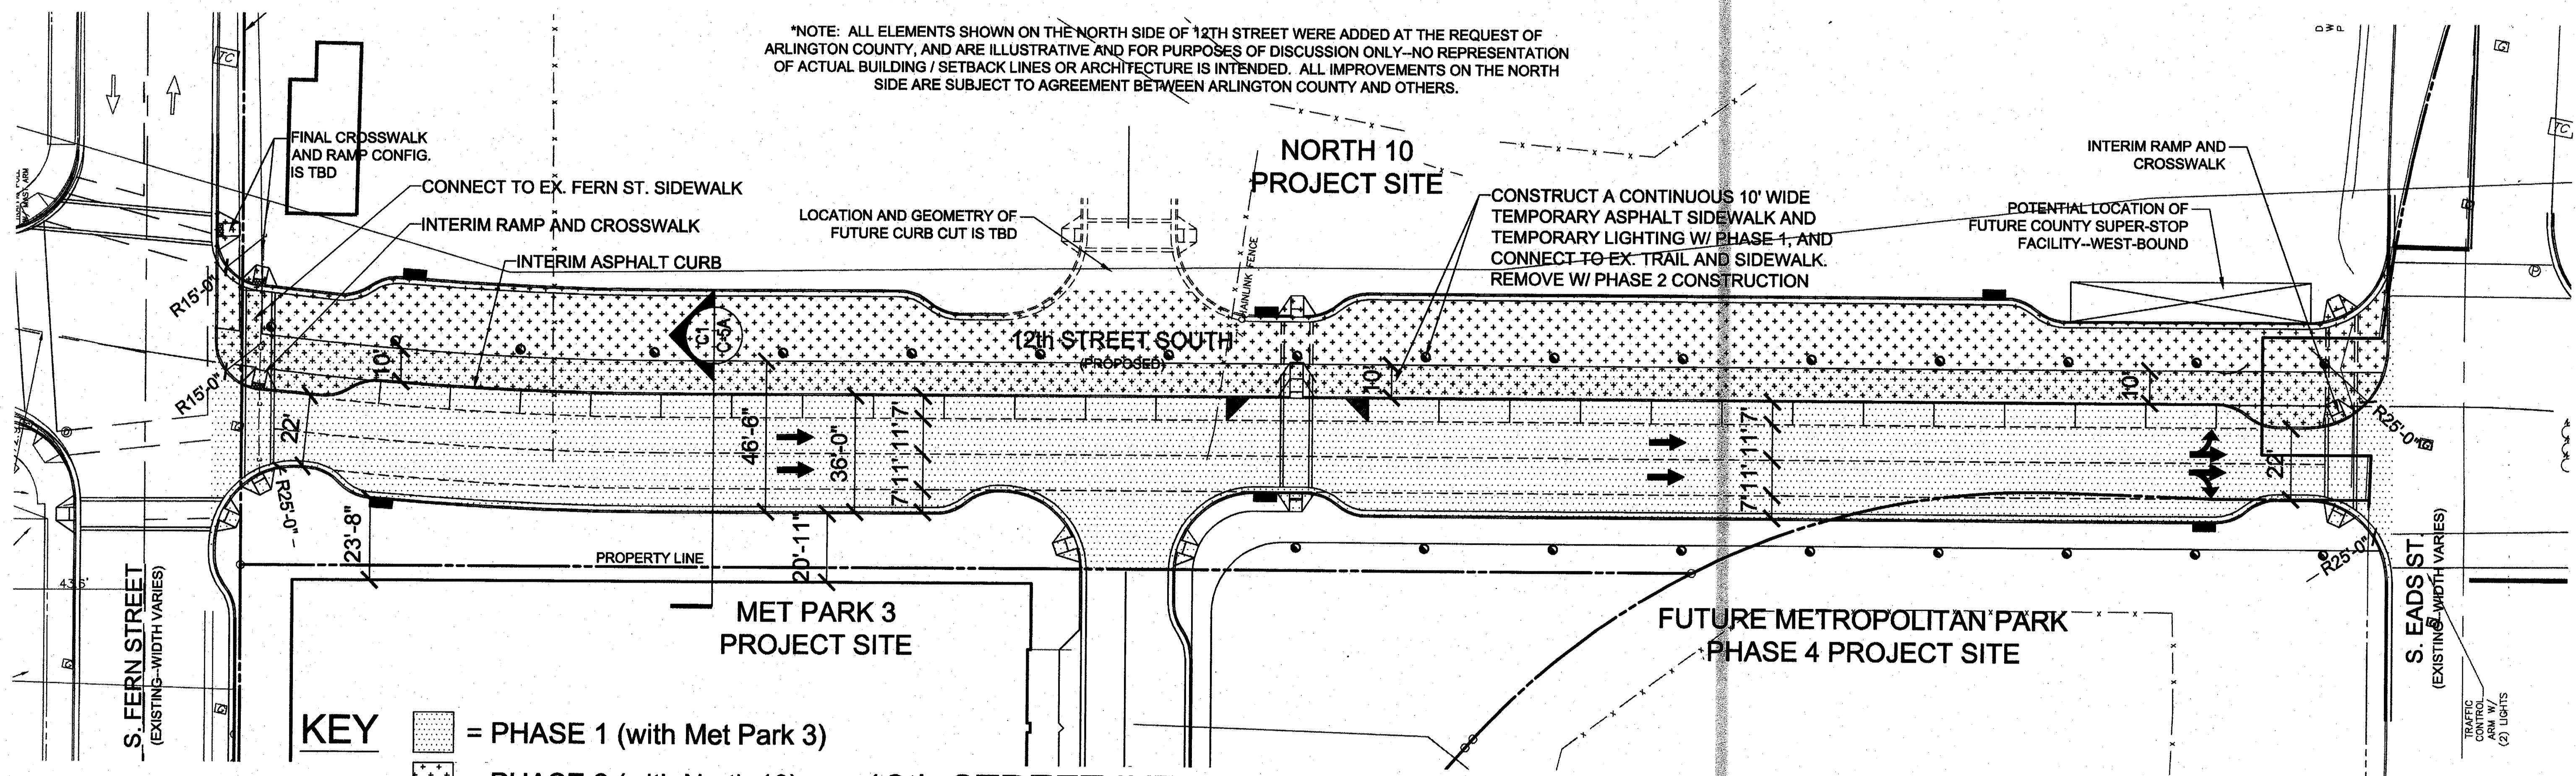 *NOTE: ALL ELEMENTS SHOWN ON THE NORTH SIDE OF 12TH STREET WERE ADDED AT THE REQUEST OF
ARLINGTON COUNTY, AND ARE ILLUSTRATIVE AND FOR PURPOSES OF DISCUSSION ONLY--NO REPRESENTATION
OF ACTUAL BUILDING / SETBACK LINES OR ARCHITECTURE IS INTENDED. ALL IMPROVEMENTS ON THE NORTH
SIDE ARE SUBJECT TO AGREEMENT BETWEEN ARLINGTON COUNTY AND OTHERS.
TC
G
TC
FINAL CROSSWALK
AND RAMP CONFIG.
IS TBD
CONNECT TO EX. FERN ST. SIDEWALK
INTERIM RAMP AND CROSSWALK
INTERIM ASPHALT CURB
LOCATION AND GEOMETRY OF
FUTURE CURB CUT IS TBD
NORTH 10
PROJECT SITE
CHAINLINK FENCE
CONSTRUCT A CONTINUOUS 10' WIDE
TEMPORARY ASPHALT SIDEWALK AND
TEMPORARY LIGHTING W/ PHASE 1, AND
CONNECT TO EX. TRAIL AND SIDEWALK.
REMOVE W/ PHASE 2 CONSTRUCTION
INTERIM RAMP AND
CROSSWALK
POTENTIAL LOCATION OF
FUTURE COUNTY SUPER-STOP
FACILITY--WEST-BOUND
R15'-0"
R15'-0"
10'
C1
C-5A
12th STREET SOUTH
(PROPOSED)
10'
10'
22'
46'-6"
36'-0"
7' 11' 11' 7'
7' 11' 11' 7'
22'
R25'-0"
G
R25'-0"
23'-8"
20'-11"
R25'-0"
PROPERTY LINE
43.6'
S. FERN STREET
(EXISTING--WIDTH VARIES)
MET PARK 3
PROJECT SITE
FUTURE METROPOLITAN PARK
PHASE 4 PROJECT SITE
S. EADS ST.
(EXISTING--WIDTH VARIES)
TRAFFIC
CONTROL
ARM W/
(2) LIGHTS
KEY
= PHASE 1 (with Met Park 3)